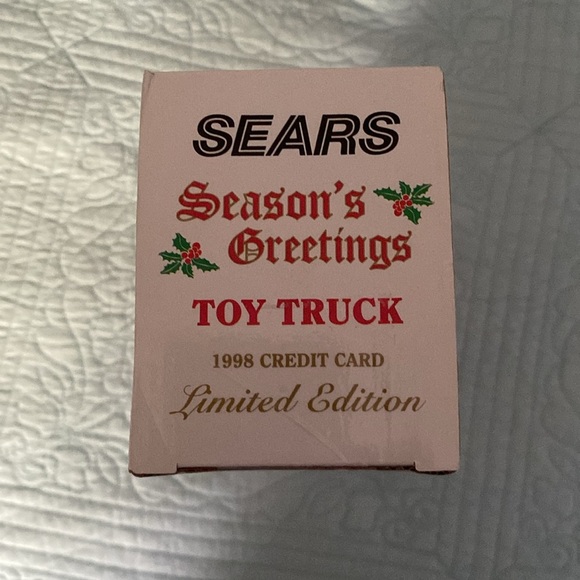 SEARS
Season's
Greetings
TOY TRUCK
1998 CREDIT CARD
Limited Edition